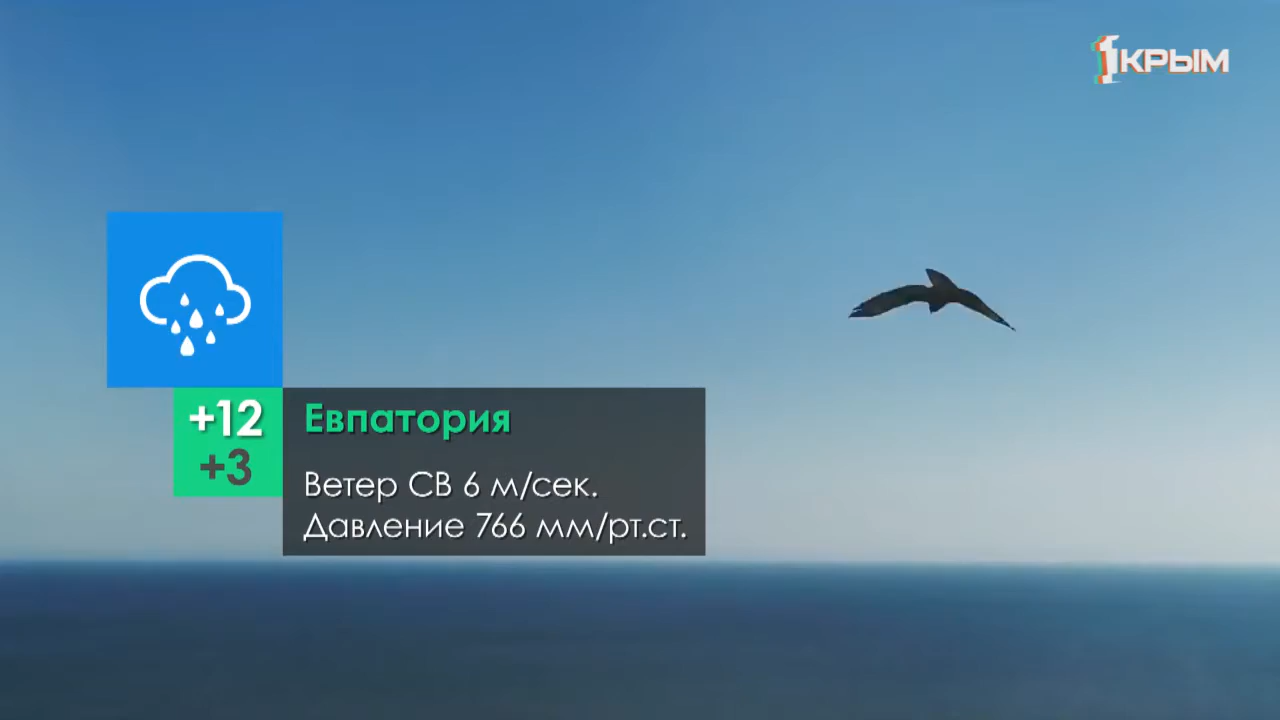 1КРЫМ
+12
+3
Евпатория
Ветер СВ 6 м/сек.
Давление 766 мм/рт.ст.